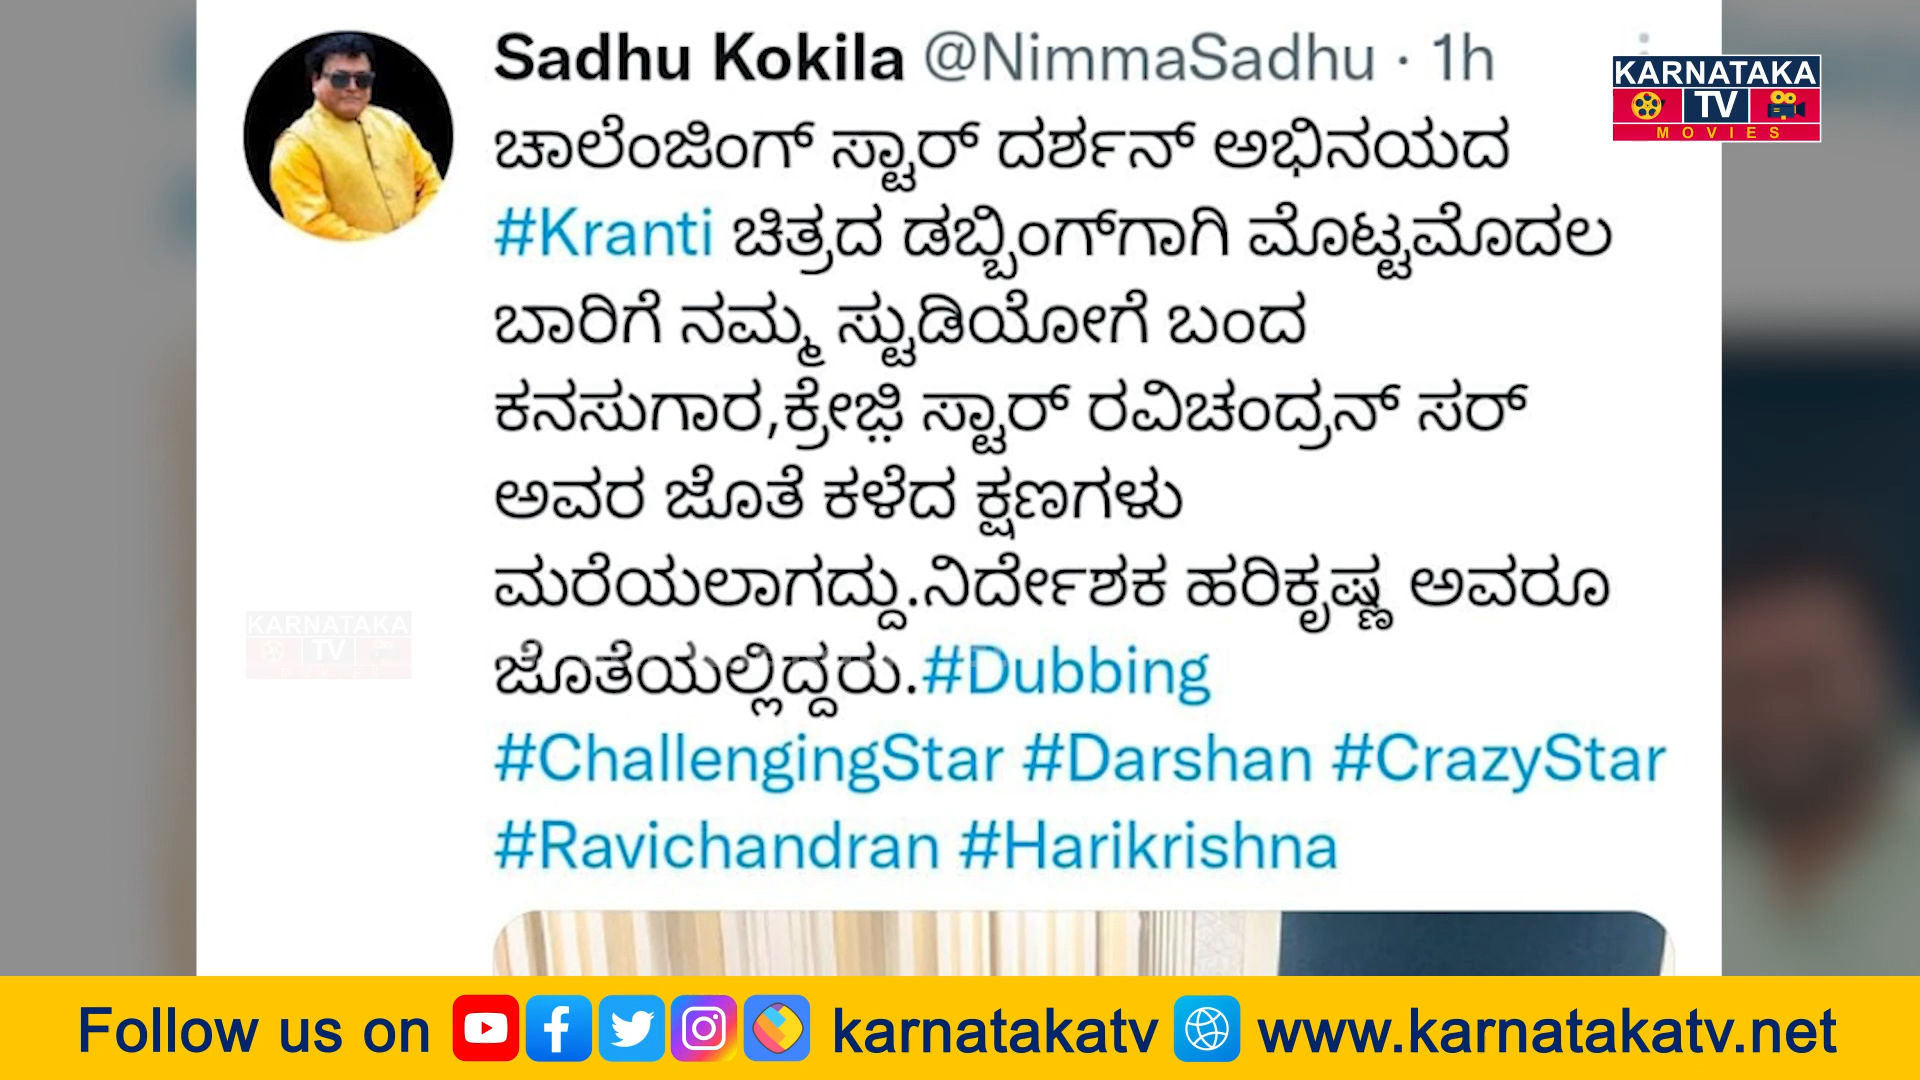 Sadhu Kokila @NimmaSadhu · 1h
ಚಾಲೆಂಜಿಂಗ್ ಸ್ಟಾರ್ ದರ್ಶನ್ ಅಭಿನಯದ
#Kranti ಚಿತ್ರದ ಡಬ್ಬಿಂಗ್‌ಗಾಗಿ ಮೊಟ್ಟಮೊದಲ
ಬಾರಿಗೆ ನಮ್ಮ ಸ್ಟುಡಿಯೋಗೆ ಬಂದ
ಕನಸುಗಾರ,ಕ್ರೇಜ಼ಿ ಸ್ಟಾರ್ ರವಿಚಂದ್ರನ್ ಸರ್
ಅವರ ಜೊತೆ ಕಳೆದ ಕ್ಷಣಗಳು
ಮರೆಯಲಾಗದ್ದು.ನಿರ್ದೇಶಕ ಹರಿಕೃಷ್ಣ ಅವರೂ
ಜೊತೆಯಲ್ಲಿದ್ದರು.#Dubbing
#ChallengingStar #Darshan #CrazyStar
#Ravichandran #Harikrishna
KARNATAKA
TV
MOVIES
KARNATAKA
TV
Follow us on karnatakatv www.karnatakatv.net